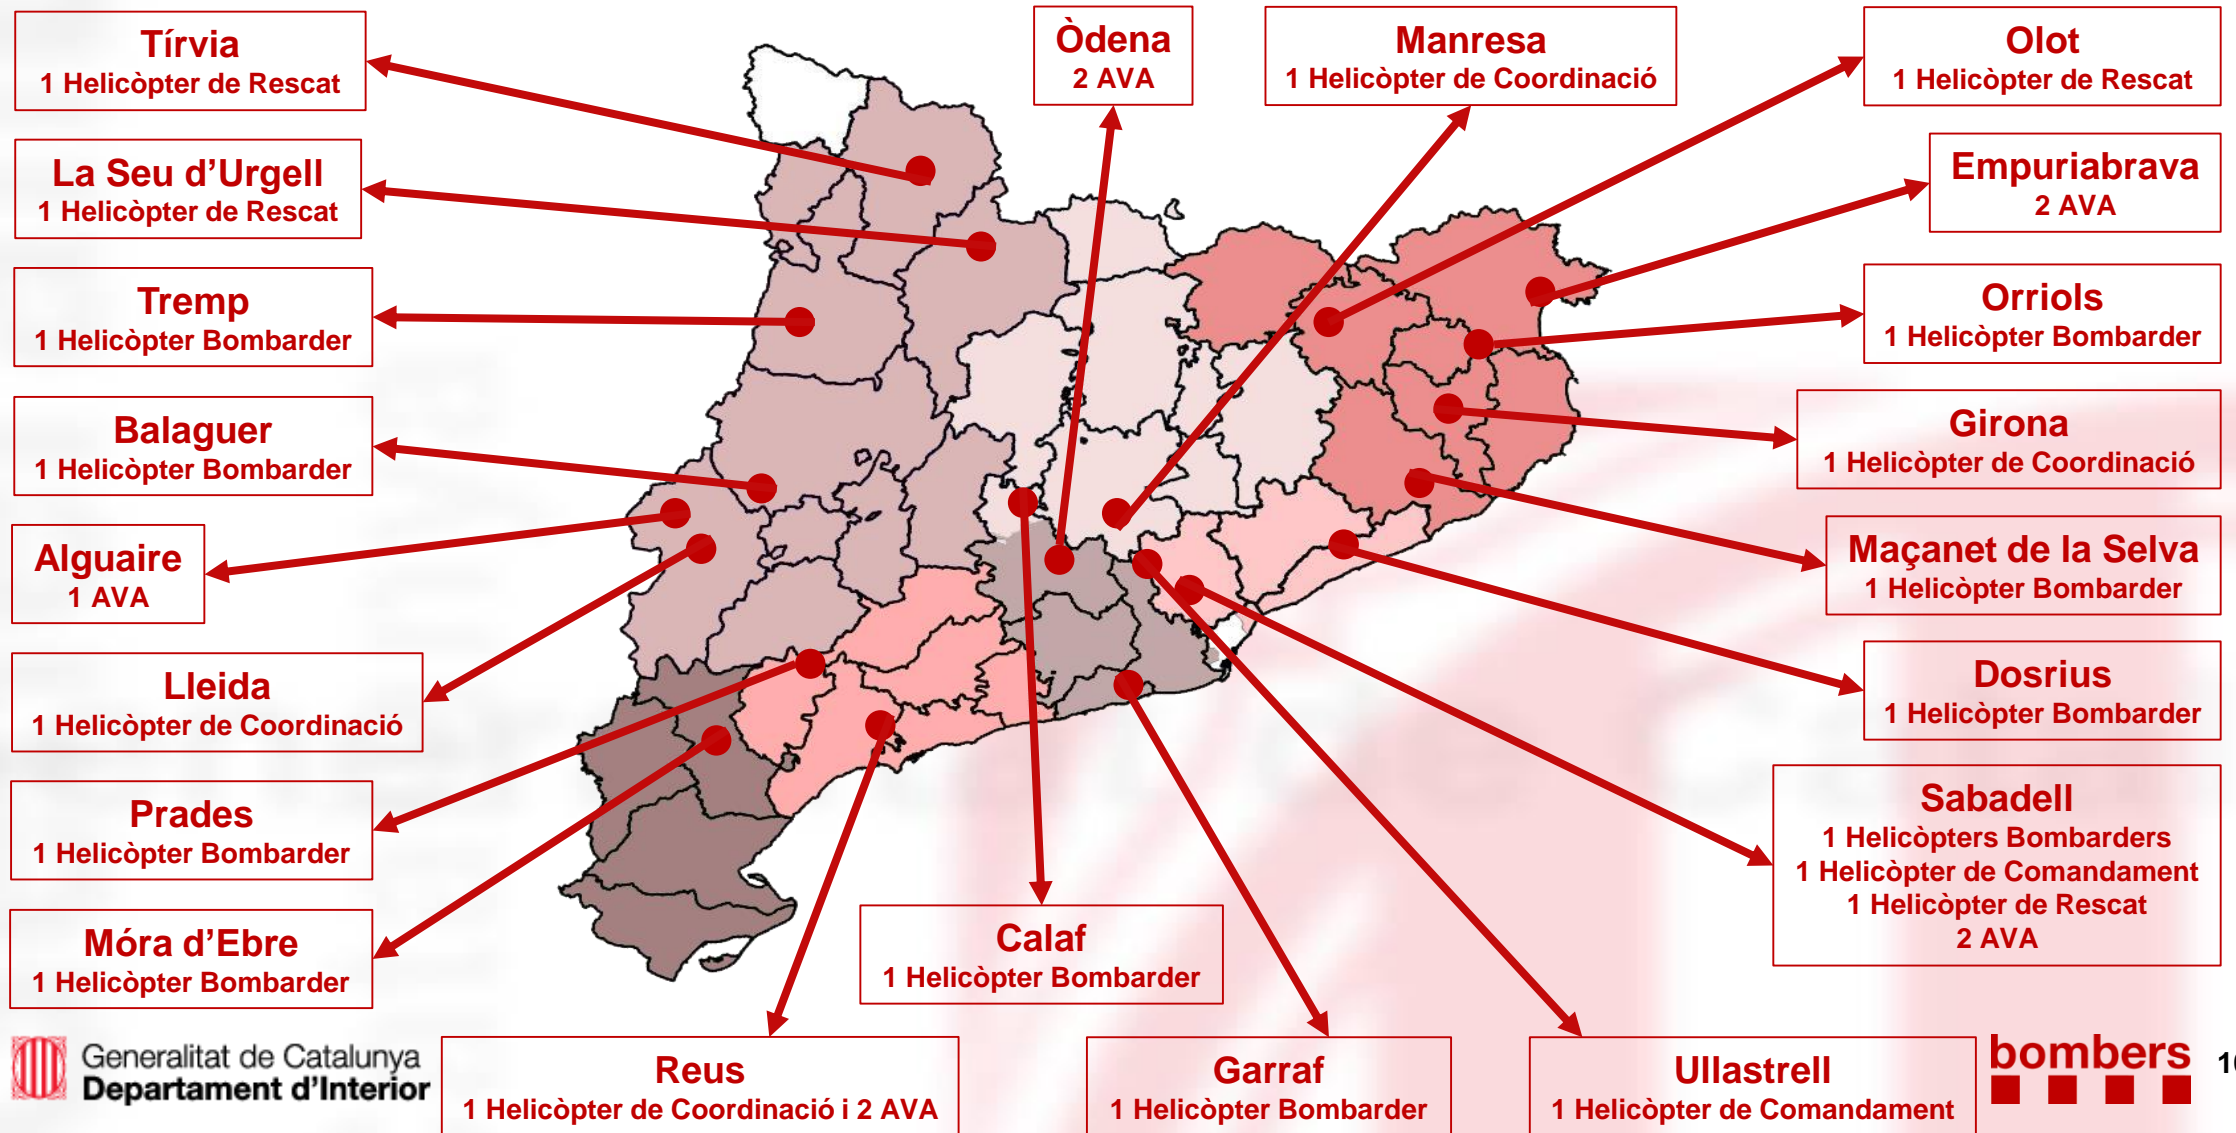 Tírvia
1 Helicòpter de Rescat
La Seu d’Urgell
1 Helicòpter de Rescat
Tremp
1 Helicòpter Bombarder
Balaguer
1 Helicòpter Bombarder
Alguaire
1 AVA
Lleida
1 Helicòpter de Coordinació
Prades
1 Helicòpter Bombarder
Móra d’Ebre
1 Helicòpter Bombarder
Òdena
2 AVA
Manresa
1 Helicòpter de Coordinació
Olot
1 Helicòpter de Rescat
Empuriabrava
2 AVA
Orriols
1 Helicòpter Bombarder
Girona
1 Helicòpter de Coordinació
Maçanet de la Selva
1 Helicòpter Bombarder
Dosrius
1 Helicòpter Bombarder
Sabadell
1 Helicòpters Bombarders
1 Helicòpter de Comandament
1 Helicòpter de Rescat
2 AVA
Calaf
1 Helicòpter Bombarder
Reus
1 Helicòpter de Coordinació i 2 AVA
Garraf
1 Helicòpter Bombarder
Ullastrell
1 Helicòpter de Comandament
Generalitat de Catalunya
Departament d’Interior
bombers